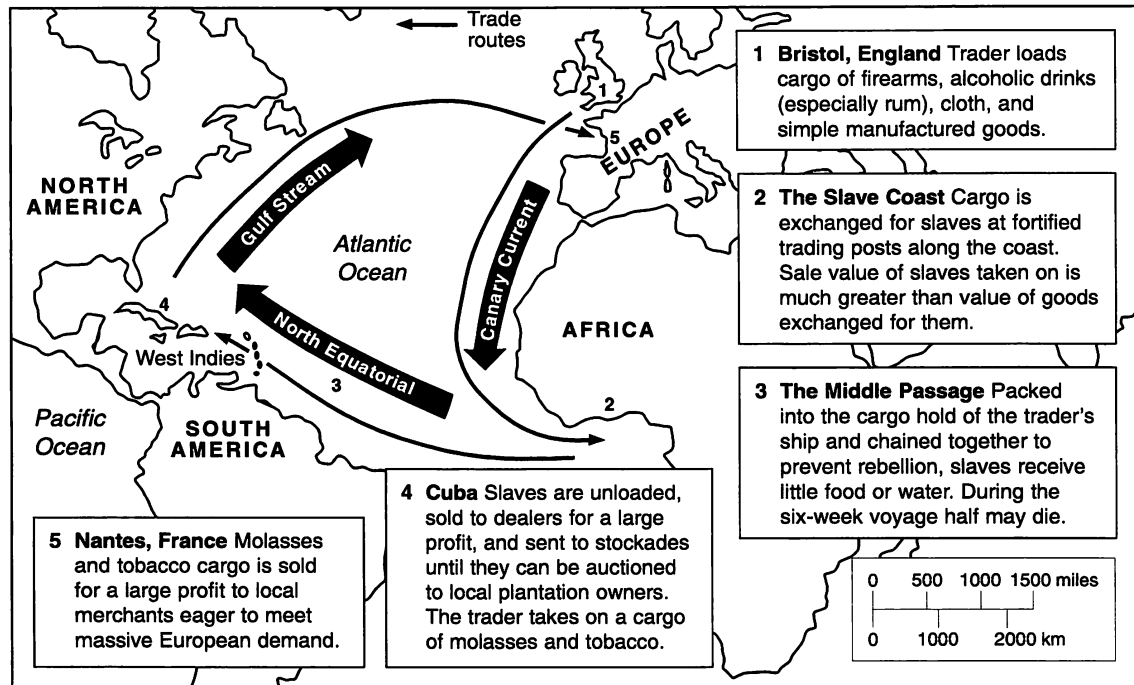 Trade
routes
1 Bristol, England Trader loads
cargo of firearms, alcoholic drinks
(especially rum), cloth, and
simple manufactured goods.
1
5
EUROPE
NORTH
AMERICA
Gulf Stream
Atlantic
Ocean
Canary Current
2 The Slave Coast Cargo is
exchanged for slaves at fortified
trading posts along the coast.
Sale value of slaves taken on is
much greater than value of goods
exchanged for them.
4
AFRICA
West Indies
North Equatorial
3
2
Pacific
Ocean
SOUTH
AMERICA
3 The Middle Passage Packed
into the cargo hold of the trader's
ship and chained together to
prevent rebellion, slaves receive
little food or water. During the
six-week voyage half may die.
4 Cuba Slaves are unloaded,
sold to dealers for a large
profit, and sent to stockades
until they can be auctioned
to local plantation owners.
The trader takes on a cargo
of molasses and tobacco.
5 Nantes, France Molasses
and tobacco cargo is sold
for a large profit to local
merchants eager to meet
massive European demand.
0 500 1000 1500 miles
0 1000 2000 km